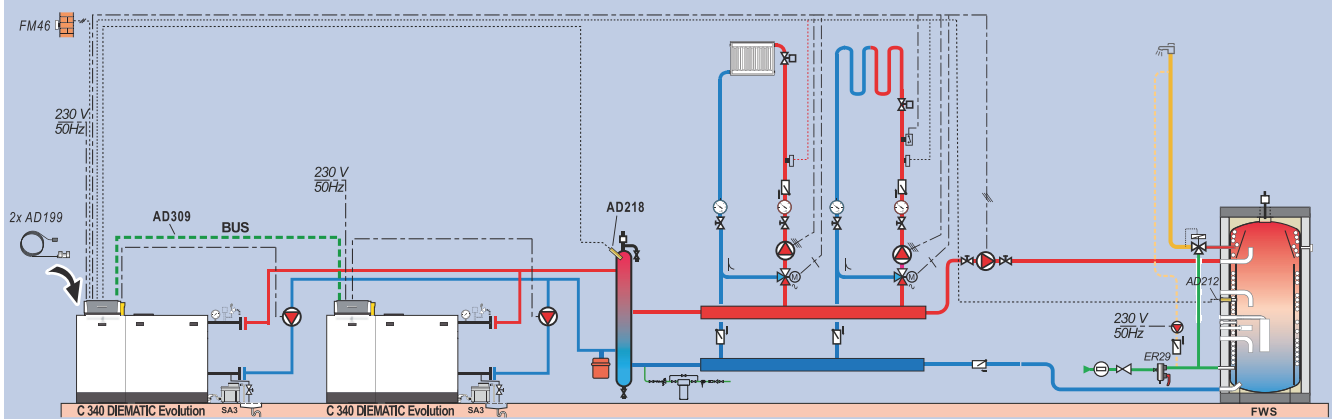 FM46
230 V
50Hz
2x AD199
AD309
BUS
230 V
50Hz
AD218
M
M
AD212
230 V
50Hz
ER29
C 340 DIEMATIC Evolution
SA3
C 340 DIEMATIC Evolution
SA3
FWS